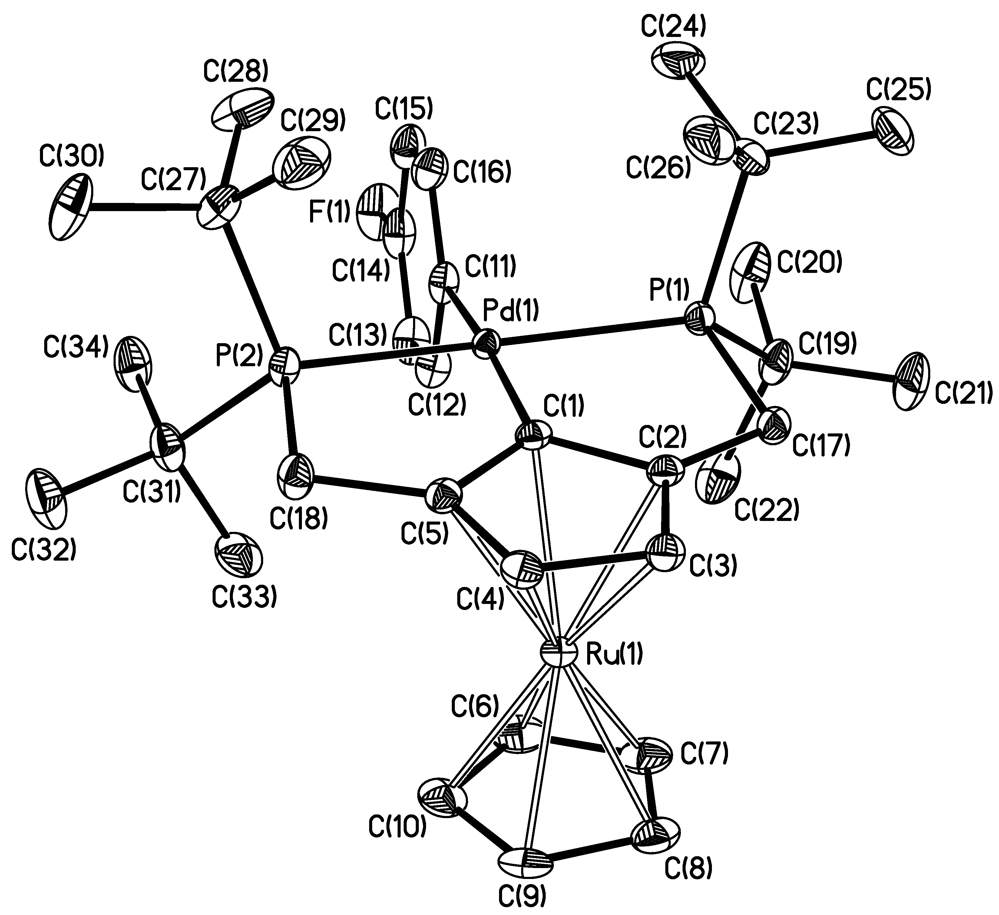 C(24)
C(28)
C(25)
C(15)
C(29)
C(23)
C(30)
C(26)
C(16)
C(27)
F(1)
C(20)
C(11)
C(14)
P(1)
Pd(1)
C(13)
C(19)
C(34)
P(2)
C(21)
C(12)
C(1)
C(2)
C(17)
C(31)
C(22)
C(18)
C(5)
C(32)
C(3)
C(33)
C(4)
Ru(1)
C(6)
C(7)
C(10)
C(8)
C(9)